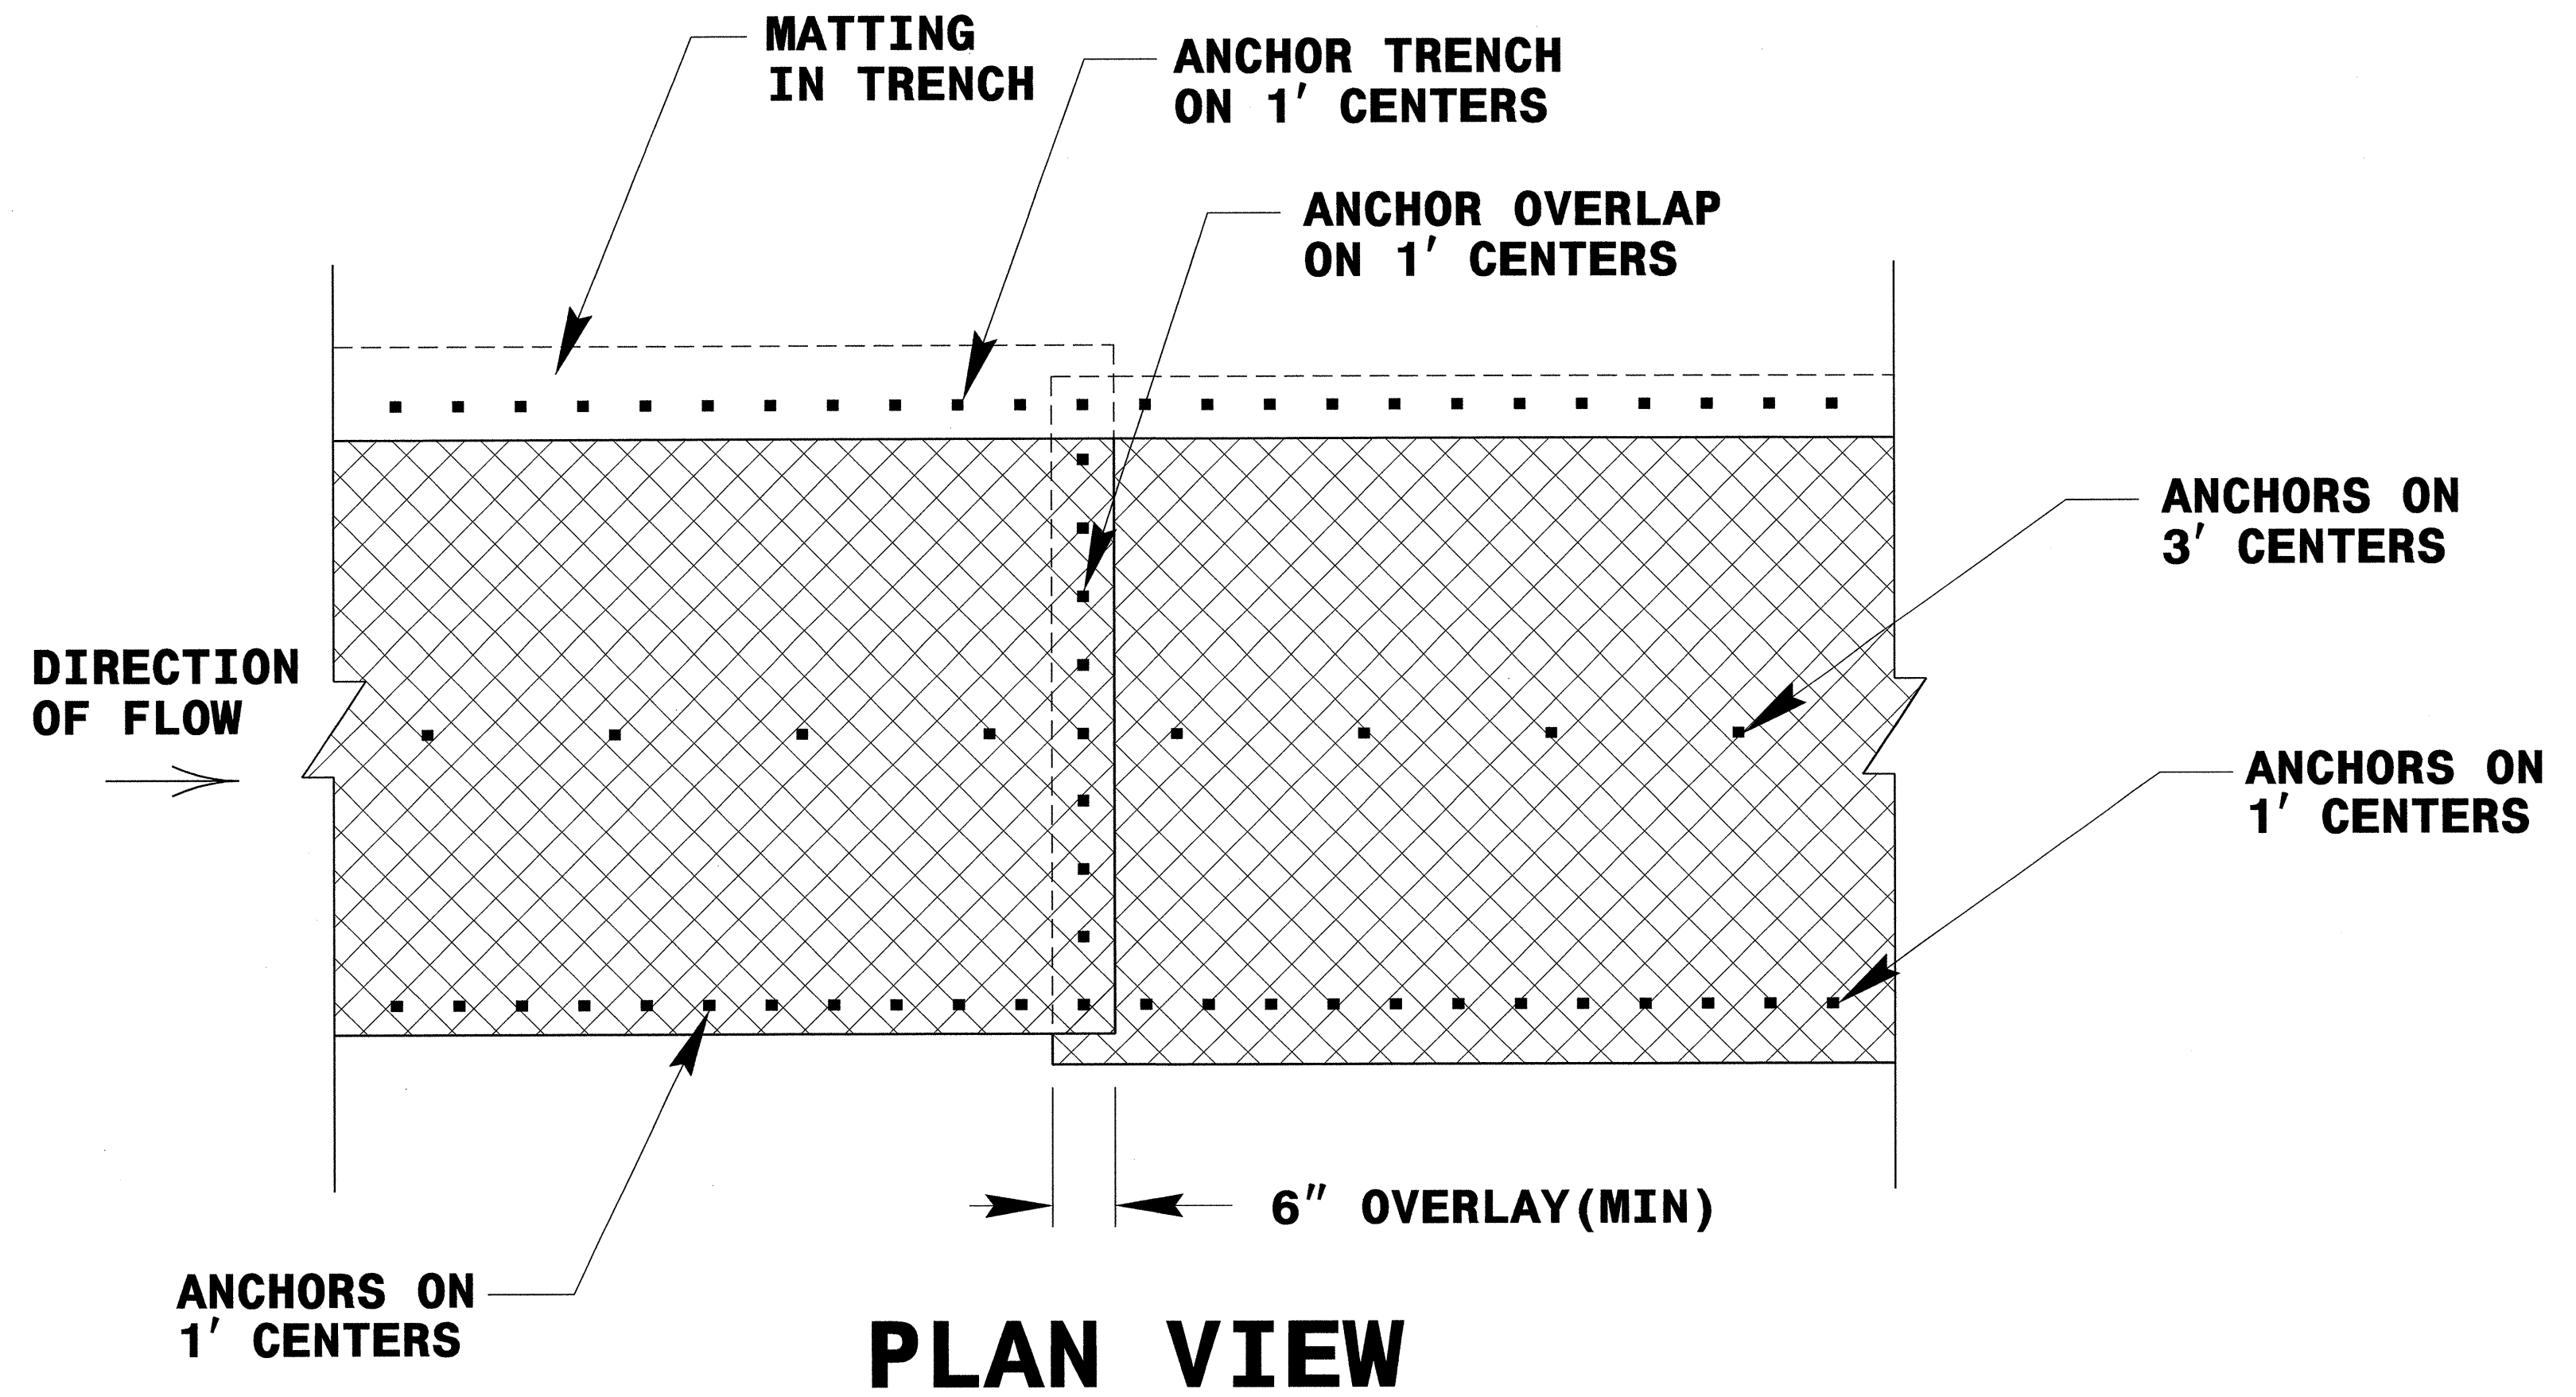 MATTING
IN TRENCH
ANCHOR TRENCH
ON 1' CENTERS
ANCHOR OVERLAP
ON 1' CENTERS
ANCHORS ON
3' CENTERS
DIRECTION
OF FLOW
ANCHORS ON
1' CENTERS
6" OVERLAY(MIN)
ANCHORS ON
1' CENTERS
PLAN VIEW